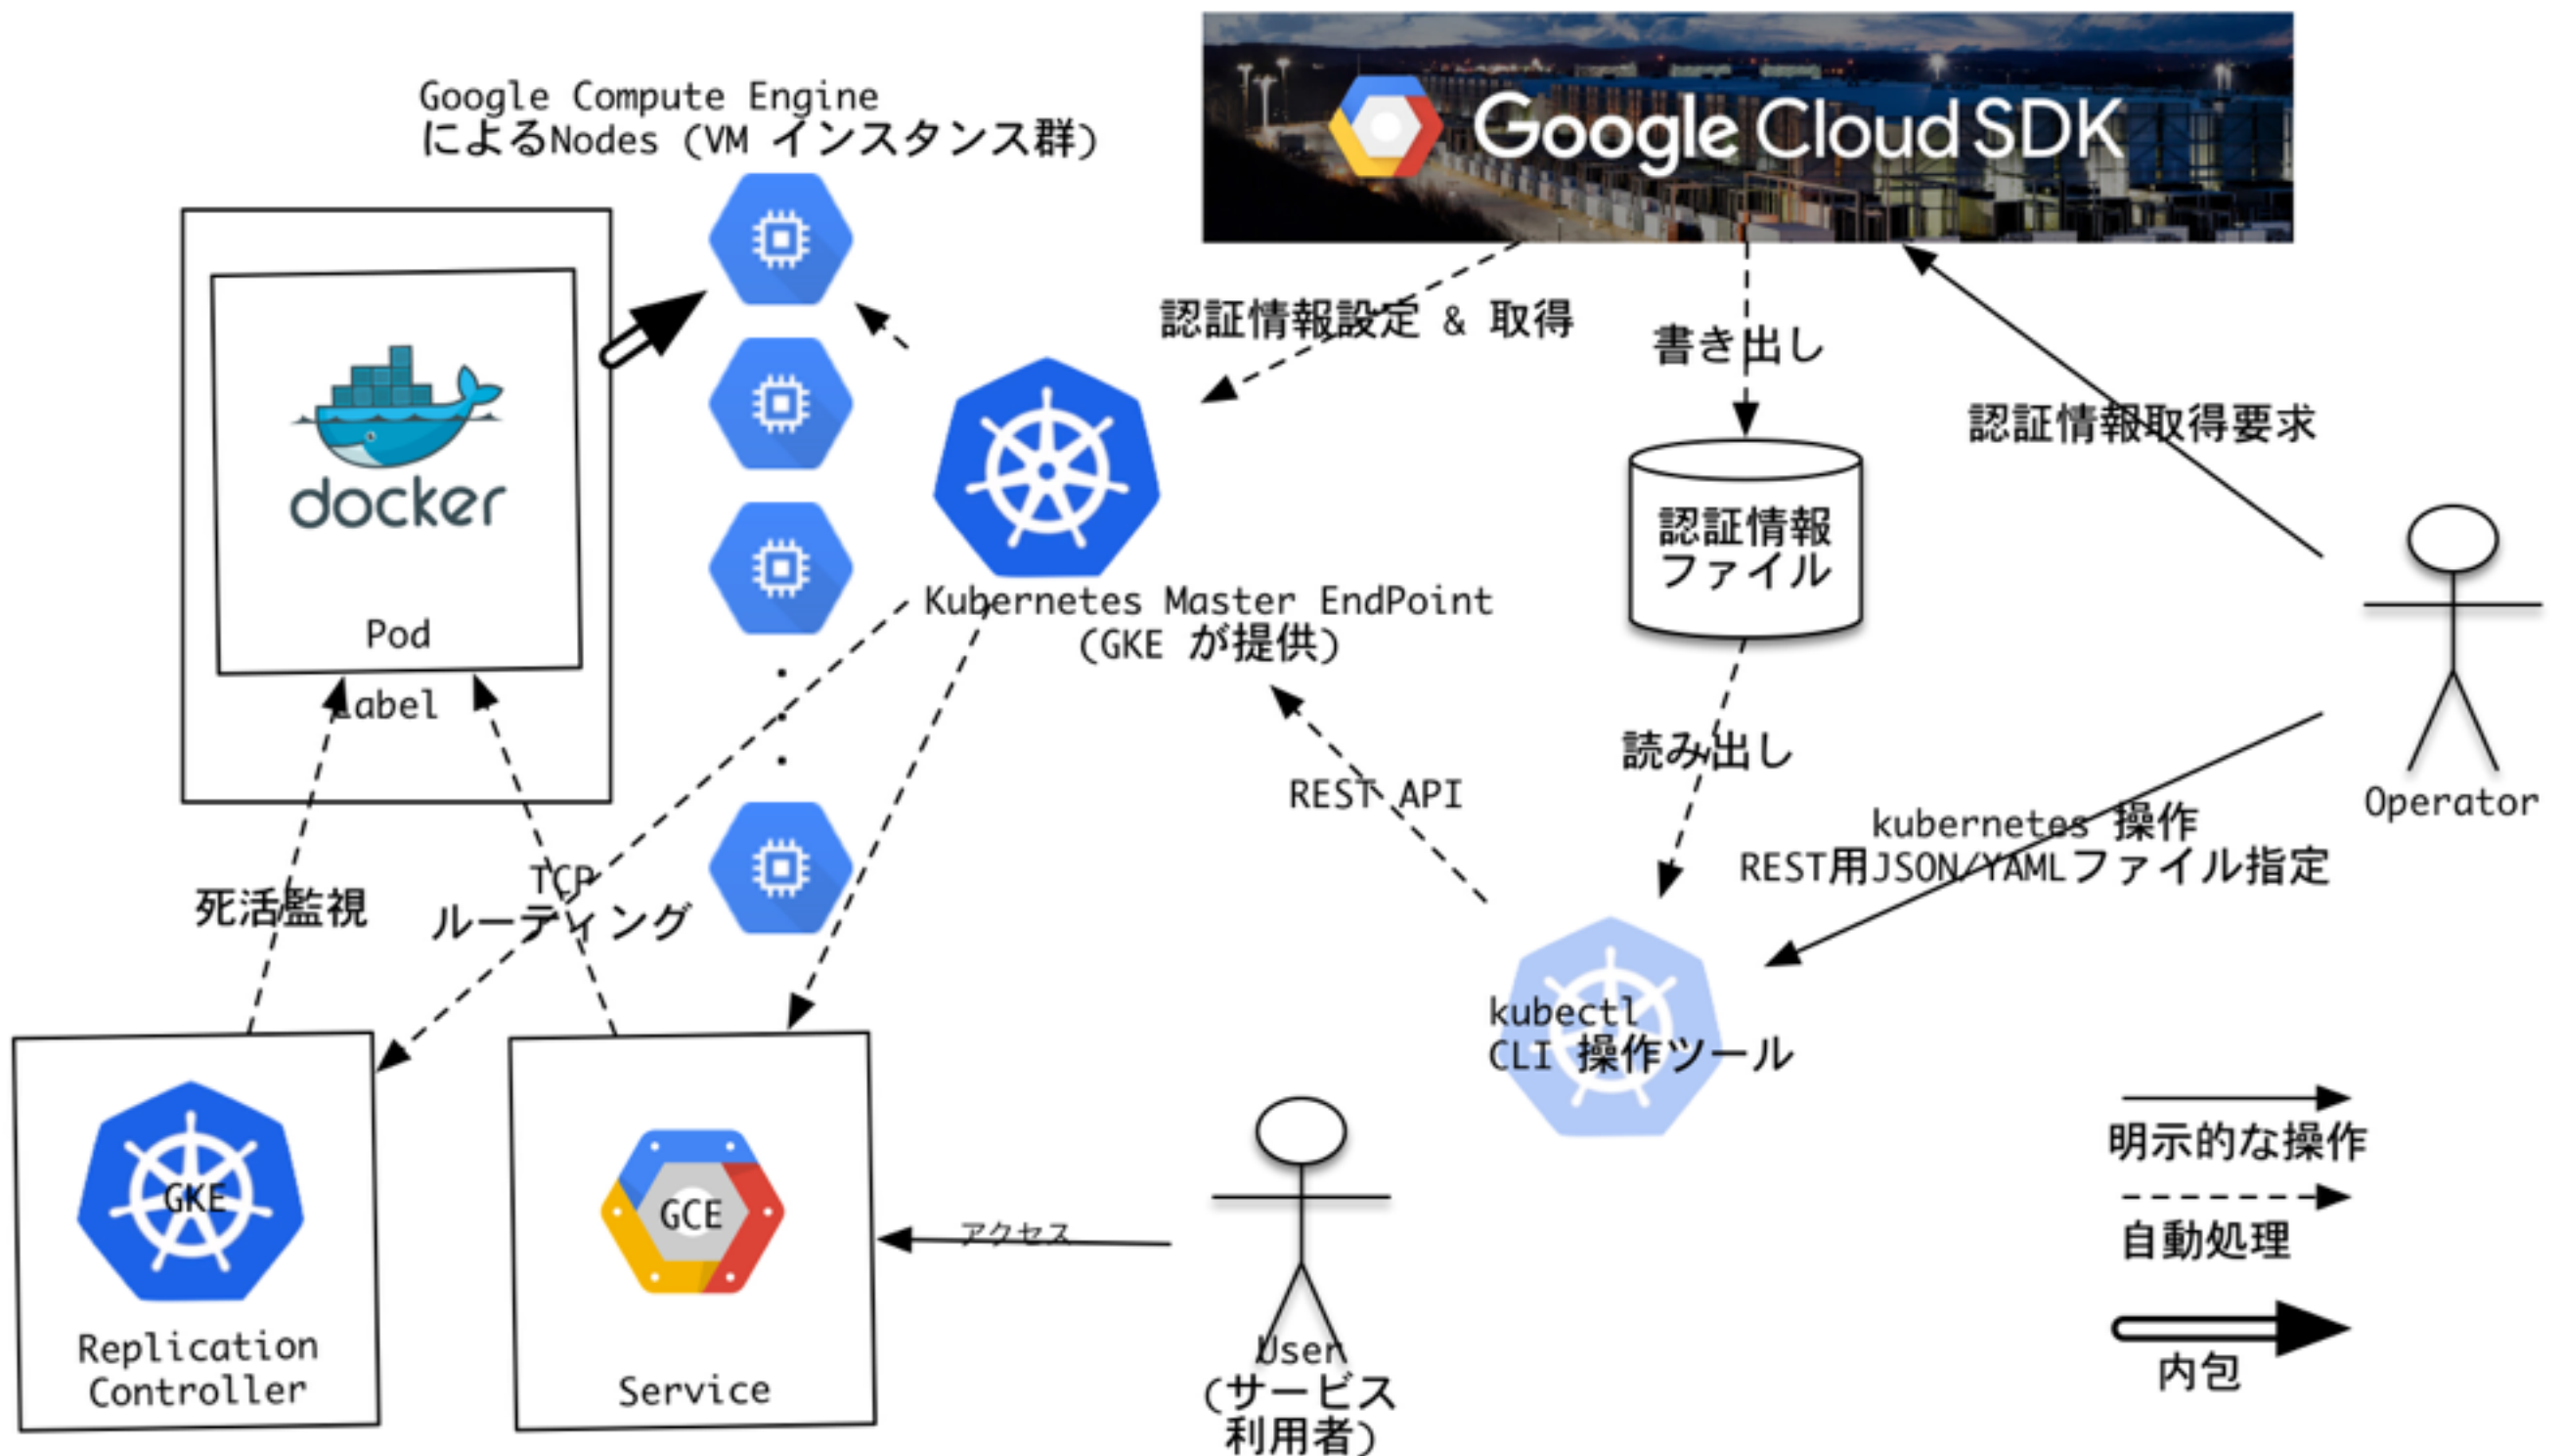 Google Cloud SDK
Google Compute Engine
によるNodes (VM インスタンス群)
認証情報設定 & 取得
書き出し
認証情報取得要求
docker
Pod
Label
認証情報
ファイル
Kubernetes Master EndPoint
(GKE が提供)
読み出し
REST API
Operator
kubernetes 操作
REST用JSON/YAMLファイル指定
死活監視
TCP
ルーティング
kubectl
CLI 操作ツール
GKE
Replication
Controller
GCE
Service
アクセス
User
(サービス
利用者)
明示的な操作
自動処理
内包